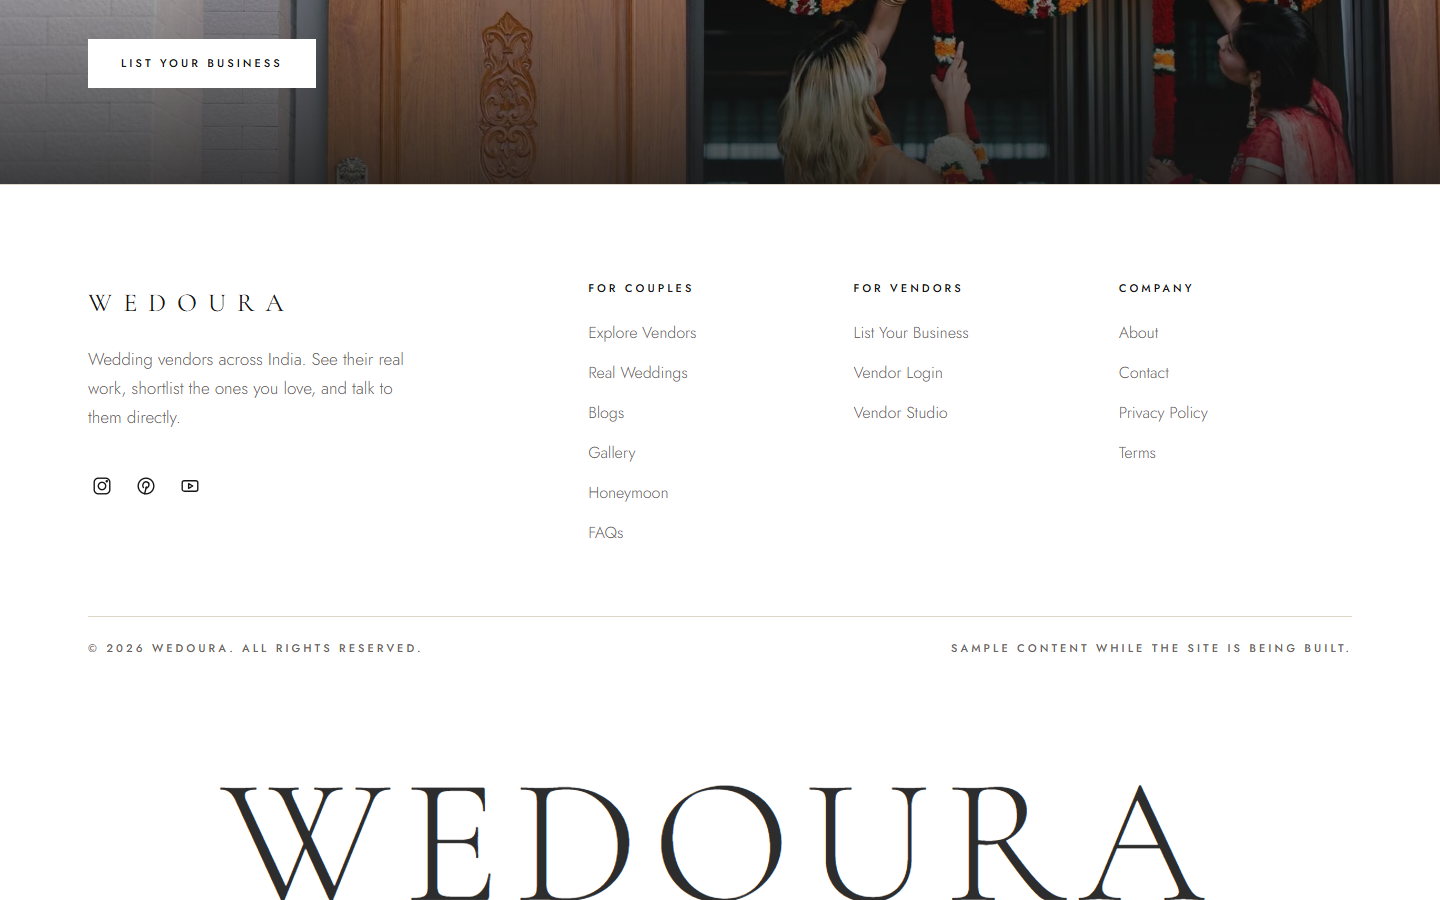 LIST YOUR BUSINESS
WEDOURA
Wedding vendors across India. See their real
work, shortlist the ones you love, and talk to
them directly.
FOR COUPLES
Explore Vendors
Real Weddings
Blogs
Gallery
Honeymoon
FAQs
FOR VENDORS
List Your Business
Vendor Login
Vendor Studio
COMPANY
About
Contact
Privacy Policy
Terms
© 2026 WEDOURA. ALL RIGHTS RESERVED.
SAMPLE CONTENT WHILE THE SITE IS BEING BUILT.
WEDOURA